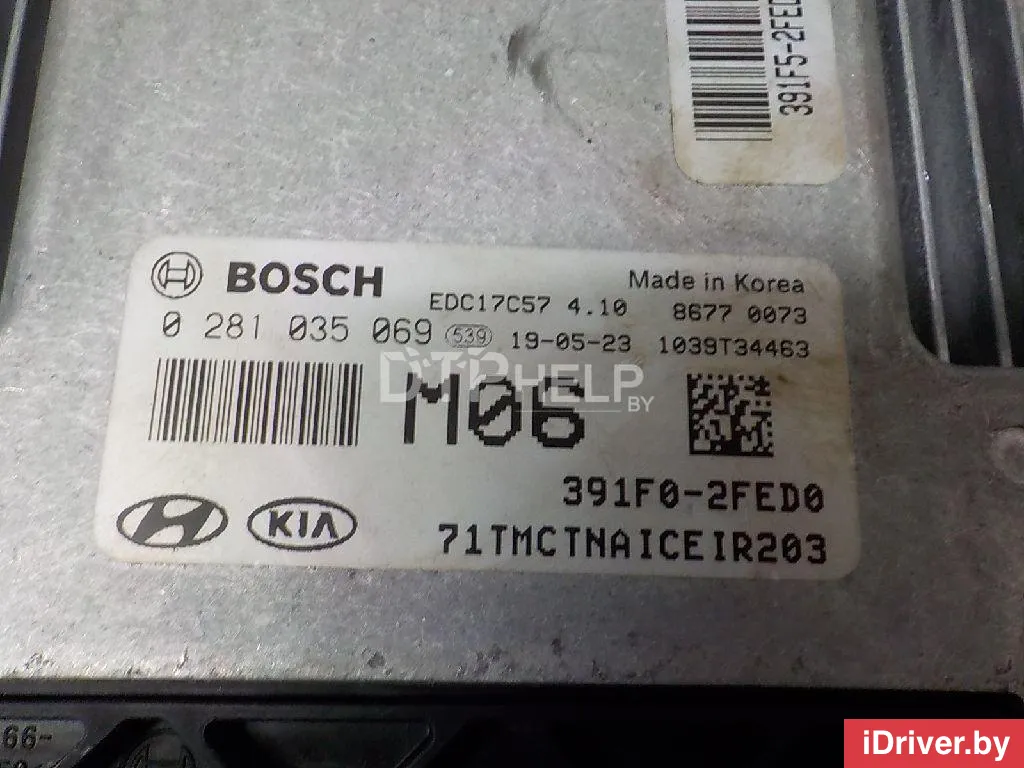 391F5-2FED
BOSCH
Made in Korea
EDC17C57 4.10
8677 0073
0 281 035 069 539 19-05-23 1039T34463
DTPHELP
BY
M06
391F0-2FED0
KIA
71TMCTNAICEIR203
66-
iDriver.by